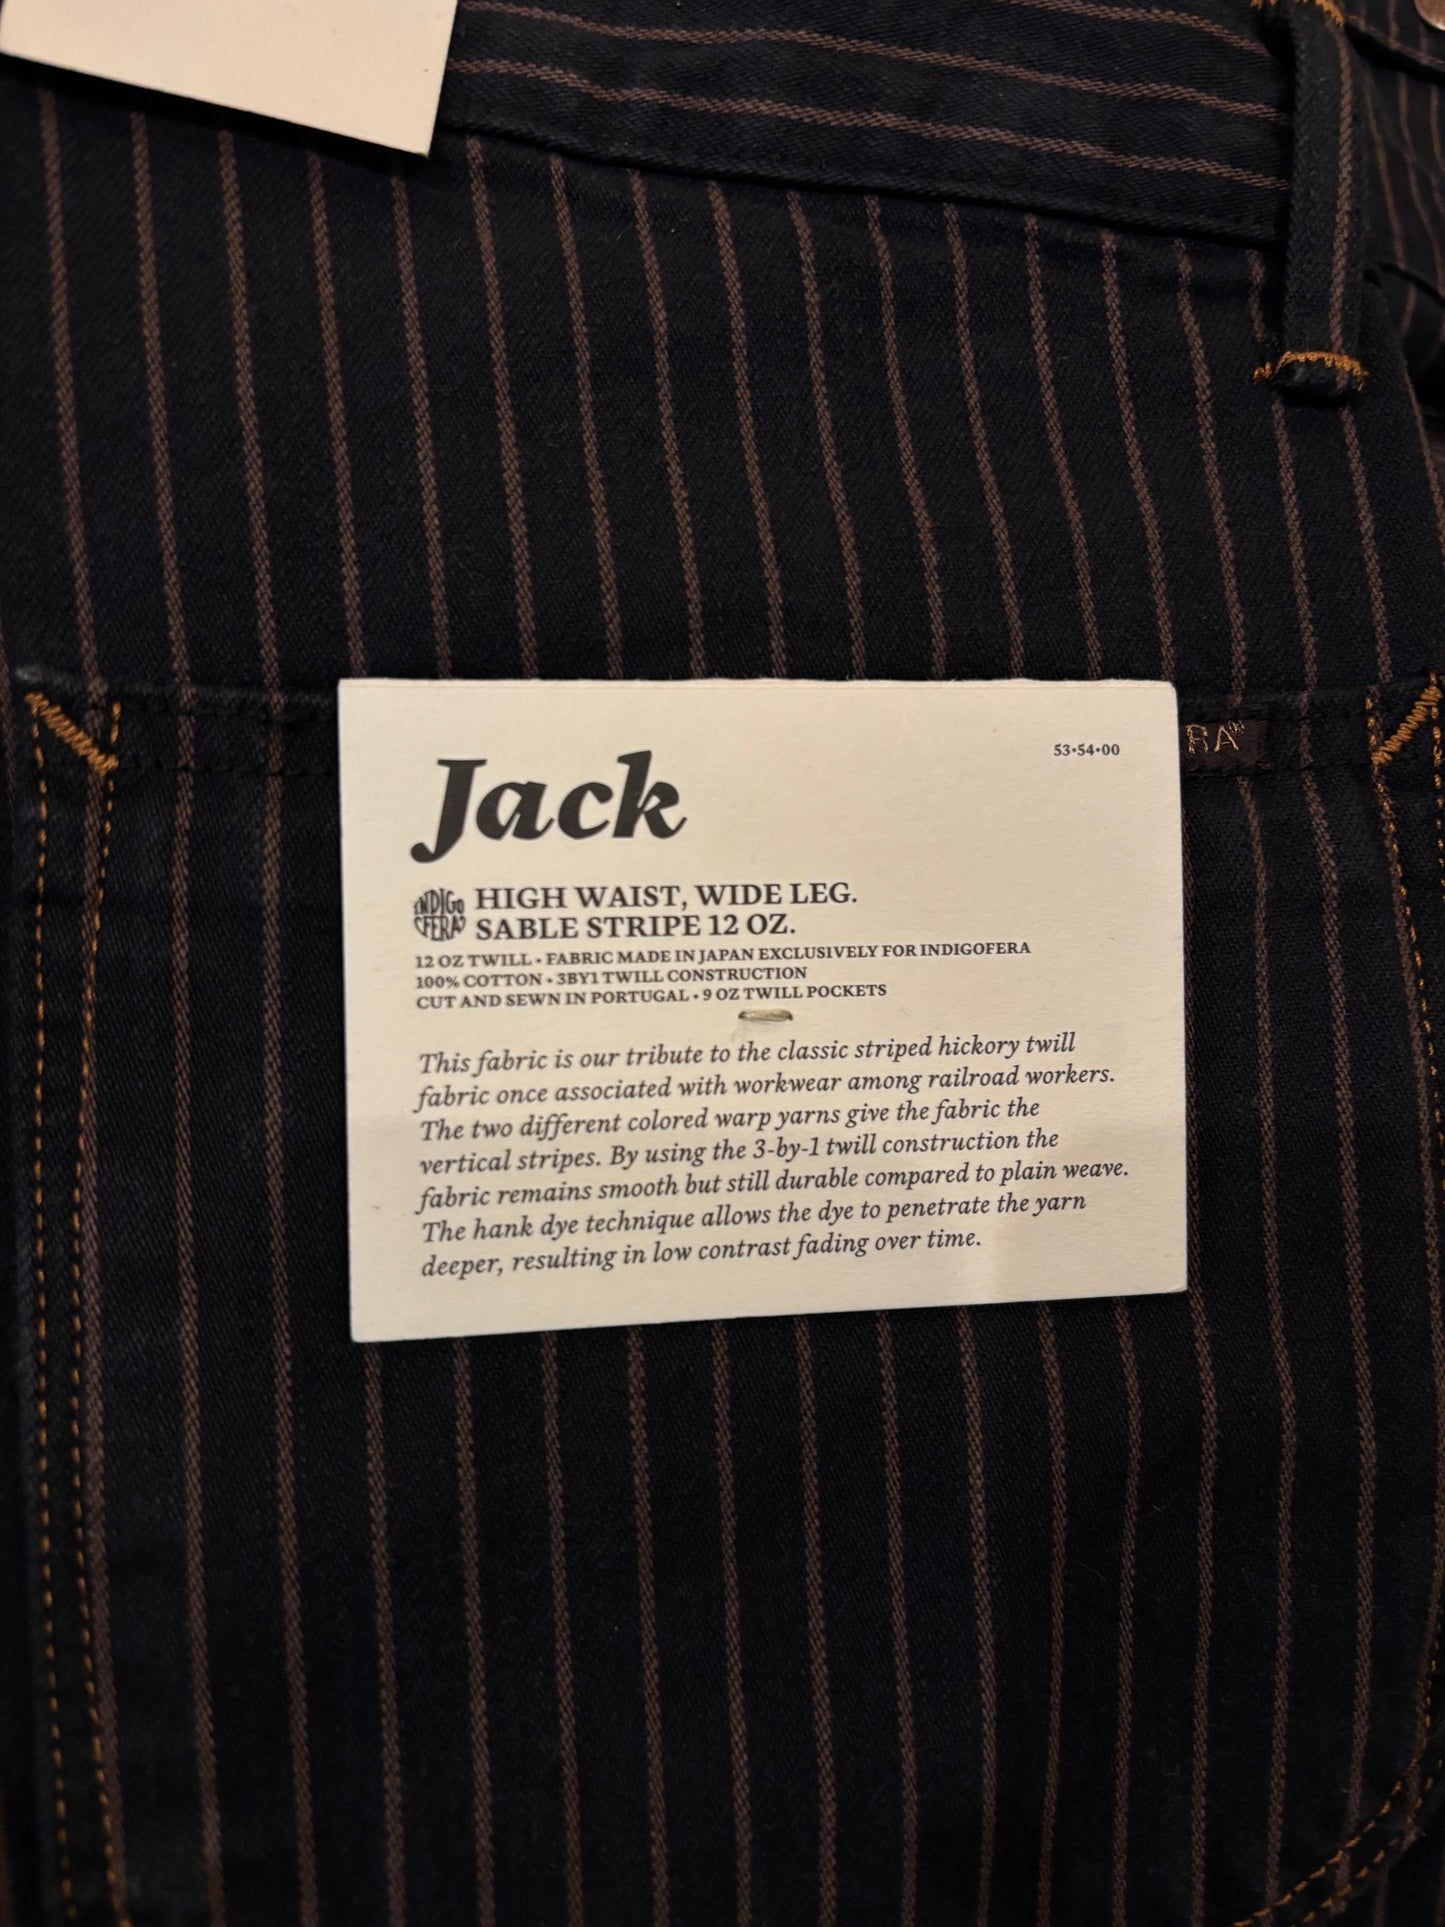 Jack
53•54•00
INDIGO
FERA
HIGH WAIST, WIDE LEG.
SABLE STRIPE 12 OZ.
12 OZ TWILL • FABRIC MADE IN JAPAN EXCLUSIVELY FOR INDIGOFERA
100% COTTON • 3BY1 TWILL CONSTRUCTION
CUT AND SEWN IN PORTUGAL • 9 OZ TWILL POCKETS
This fabric is our tribute to the classic striped hickory twill
fabric once associated with workwear among railroad workers.
The two different colored warp yarns give the fabric the
vertical stripes. By using the 3-by-1 twill construction the
fabric remains smooth but still durable compared to plain weave.
The hank dye technique allows the dye to penetrate the yarn
deeper, resulting in low contrast fading over time.
RA